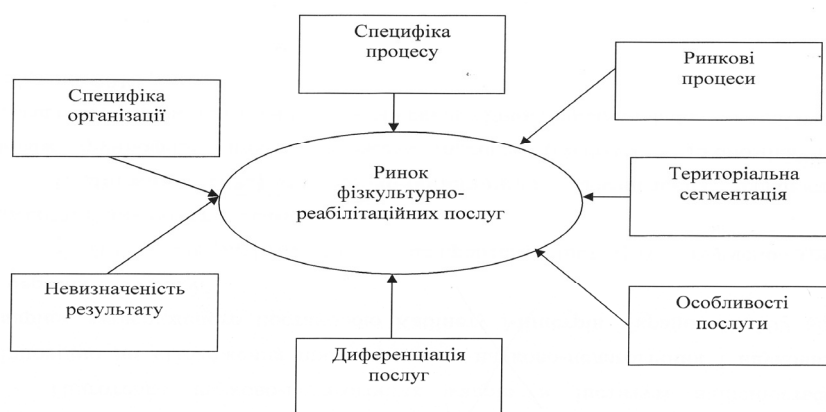 Специфіка
процесу
Ринкові
процеси
Специфіка
організації
Ринок
фізкультурно-
реабілітаційних послуг
Територіальна
сегментація
Невизначеність
результату
Особливості
послуги
Диференціація
послуг